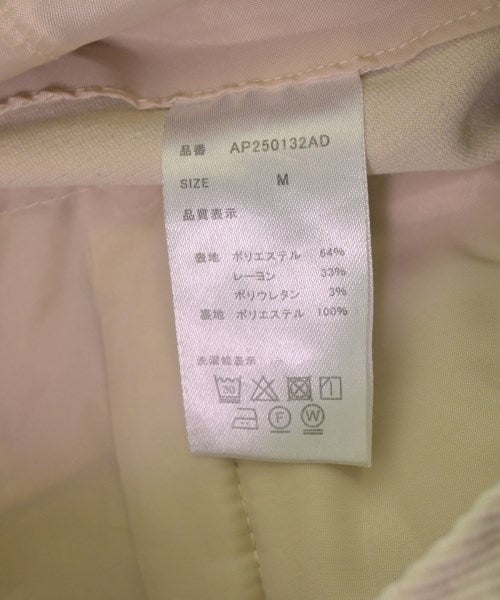 品番 AP250132AD
SIZE M
品質表示
表地 ポリエステル 64%
レーヨン 33%
ポリウレタン 3%
裏地 ポリエステル 100%
洗濯絵表示
30
F W